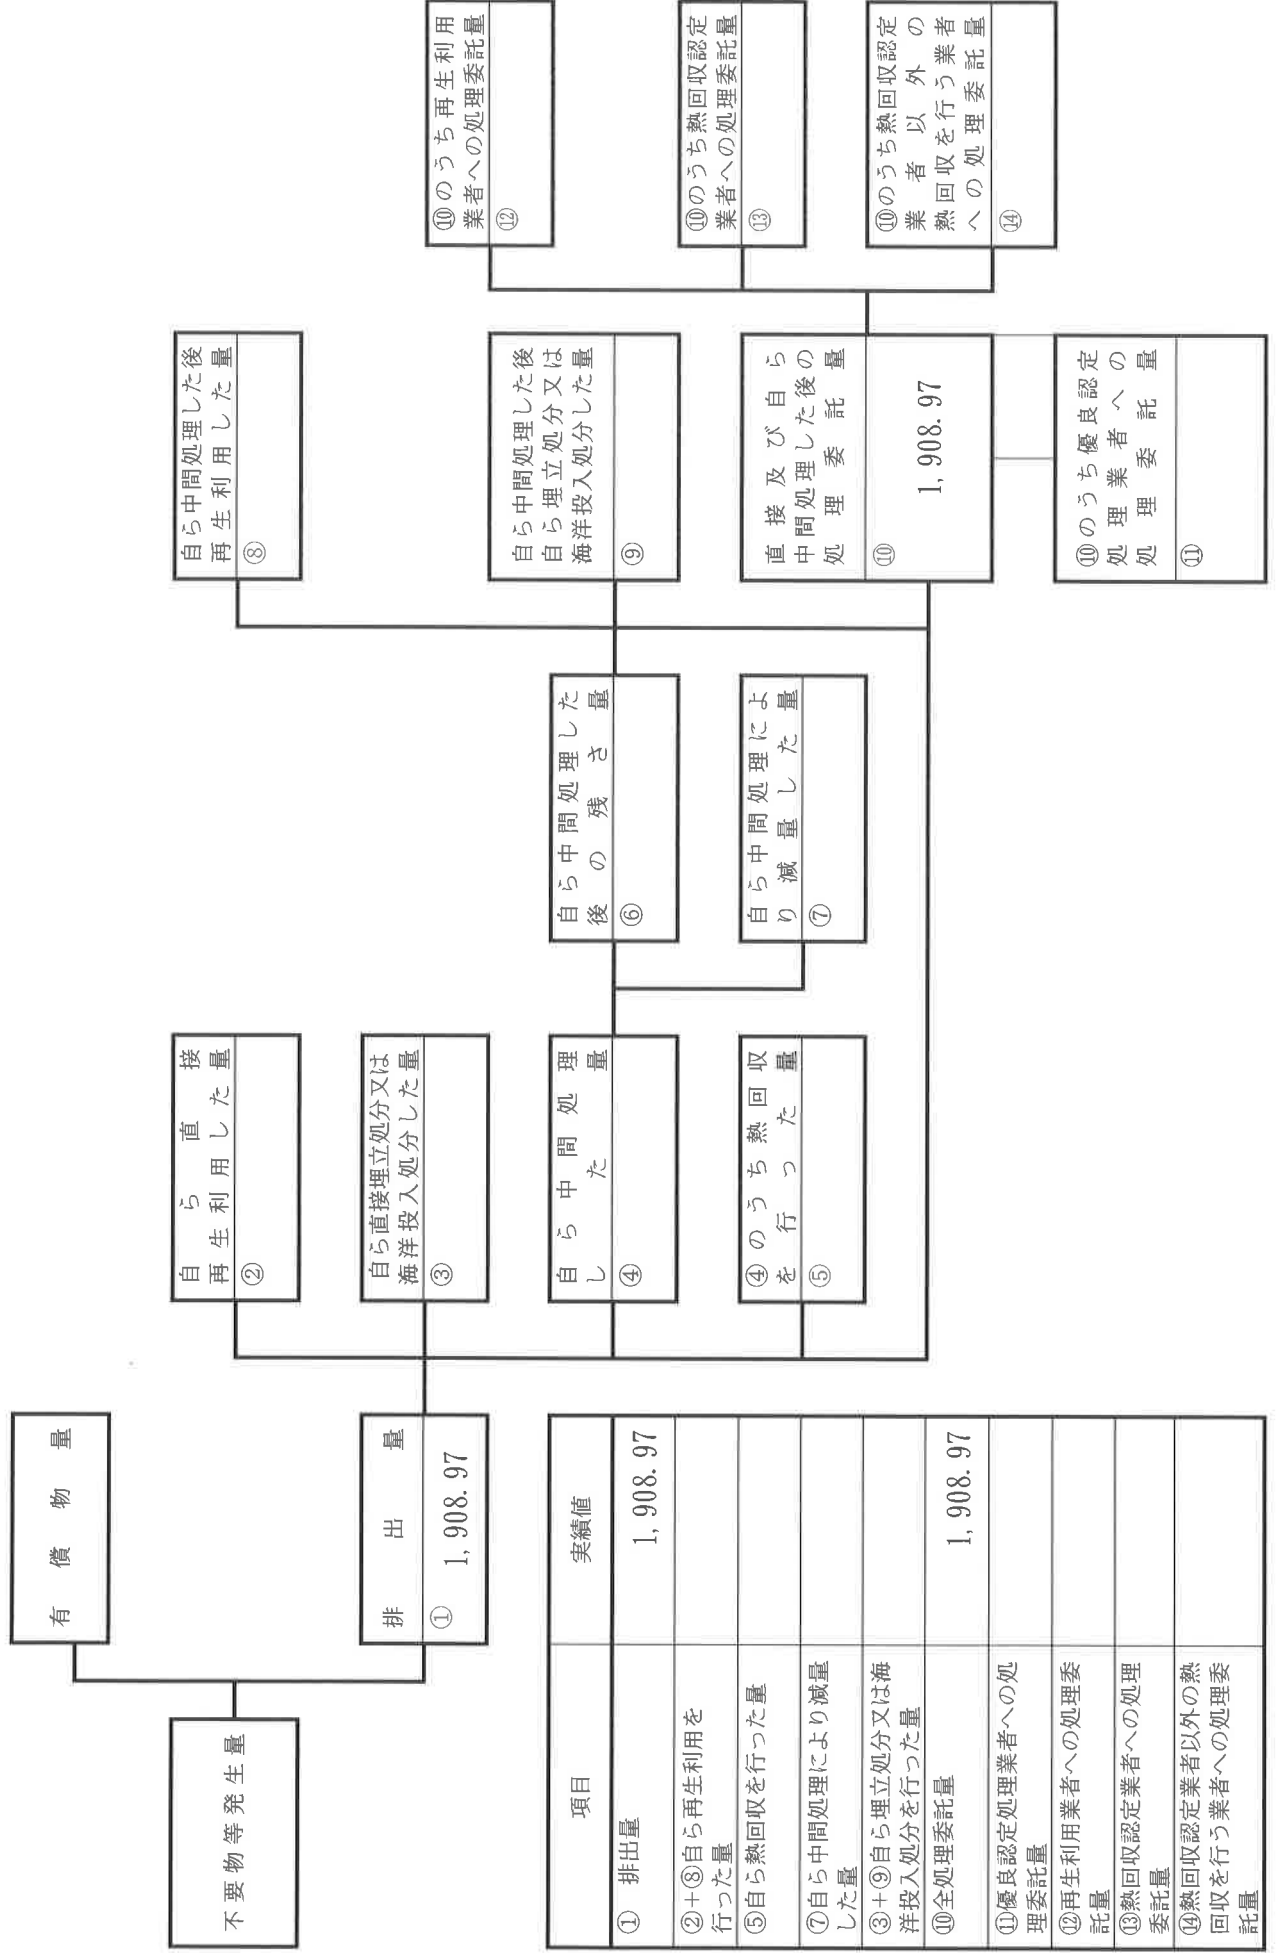 不要物等発生量
有償物量
排出量
① 1,908.97
自ら直接
再生利用した量
②
自ら直接埋立処分又は
海洋投入処分した量
③
自ら中間処理
した量
④
④のうち熱回収
を行った量
⑤
自ら中間処理した
後の残さ量
⑥
自ら中間処理によ
り減量した量
⑦
自ら中間処理した後
再生利用した量
⑧
自ら中間処理した後
自ら埋立処分又は
海洋投入処分した量
⑨
直接及び自ら
中間処理した後の
処理委託量
⑩
1,908.97
⑩のうち優良認定
処理業者への
処理委託量
⑪
⑩のうち再生利用
業者への処理委託量
⑫
⑩のうち熱回収認定
業者への処理委託量
⑬
⑩のうち熱回収認定
業者以外の
熱回収を行う業者
への処理委託量
⑭
項目 実績値
① 排出量 1,908.97
②+⑧自ら再生利用を
行った量
⑤自ら熱回収を行った量
⑦自ら中間処理により減量
した量
③+⑨自ら埋立処分又は海
洋投入処分を行った量
⑩全処理委託量 1,908.97
⑪優良認定処理業者への処
理委託量
⑫再生利用業者への処理委
託量
⑬熱回収認定業者への処理
委託量
⑭熱回収認定業者以外の熱
回収を行う業者への処理委
託量